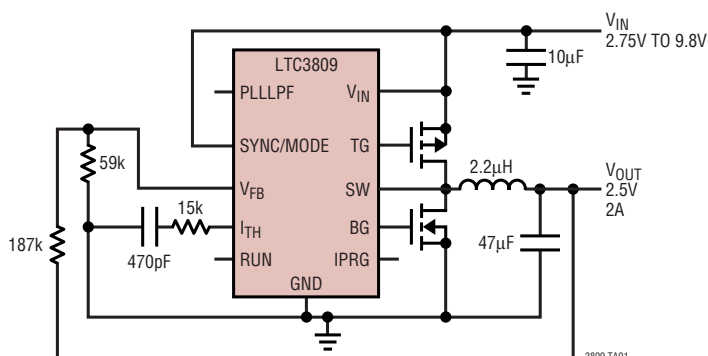 V_IN
2.75V TO 9.8V
10μF
LTC3809
PLLLPF
V_IN
SYNC/MODE
TG
59k
2.2μH
V_OUT
2.5V
2A
V_FB
SW
15k
I_TH
BG
187k
470pF
47μF
RUN
IPRG
GND
3809 TA01